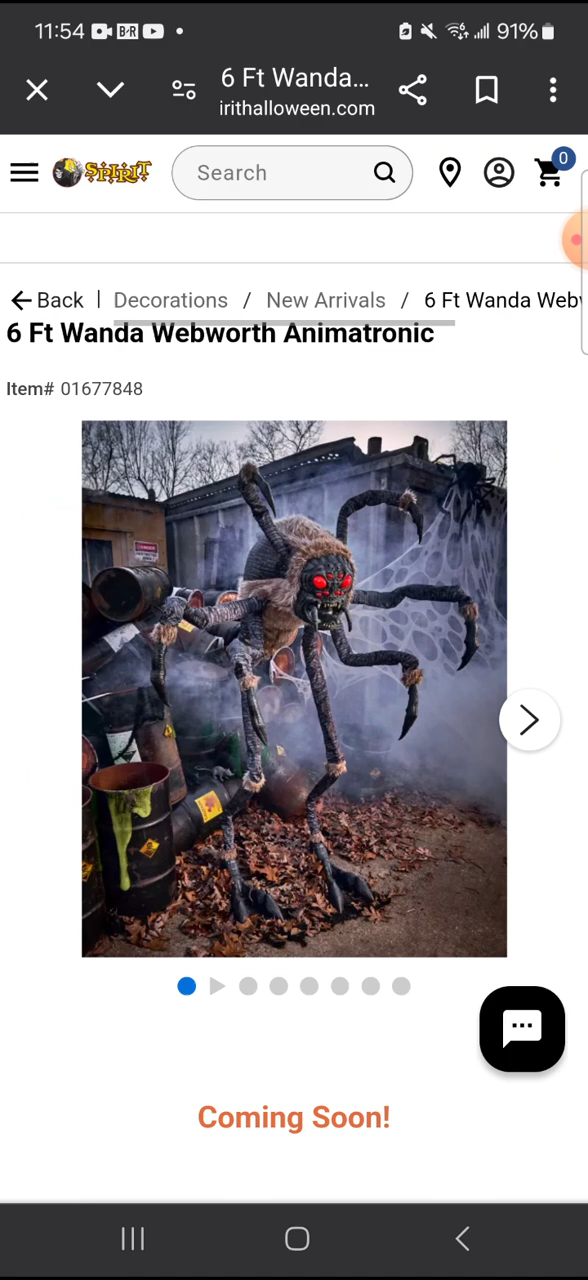 11:54 B&R 91%
6 Ft Wanda...
irithalloween.com
SPIRIT Search 0
Back | Decorations / New Arrivals / 6 Ft Wanda Web
6 Ft Wanda Webworth Animatronic
Item# 01677848
DANGER
Coming Soon!